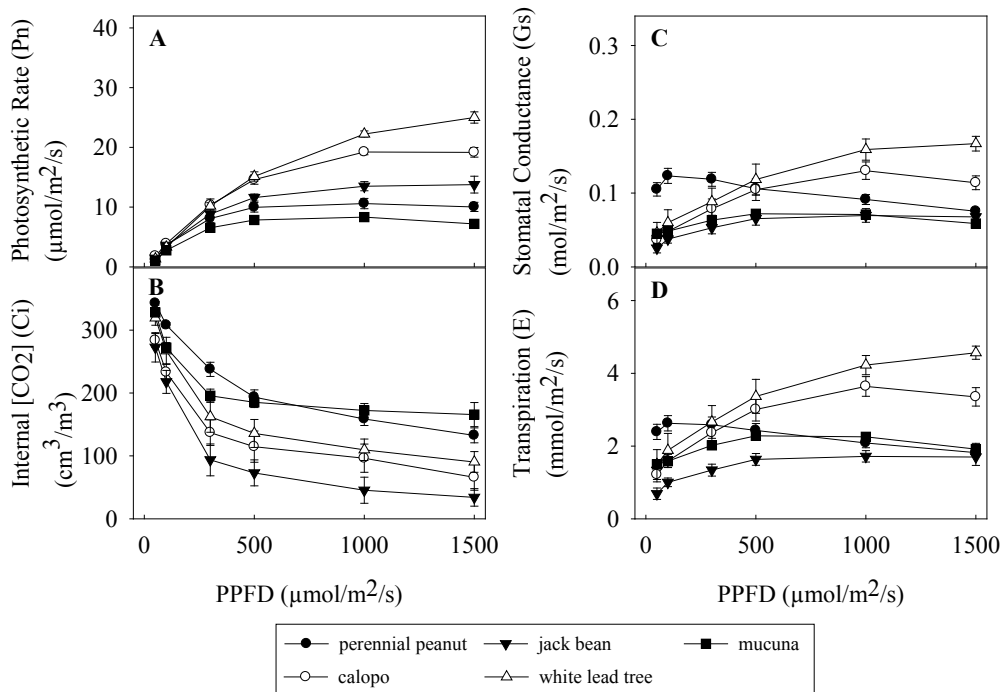 Photosynthetic Rate (Pn)
(µmol/m²/s)
40
30
20
10
0
A
Internal [CO2] (Ci)
(cm³/m³)
300
200
100
0
B
0
500
1000
1500
PPFD (µmol/m²/s)
Stomatal Conductance (Gs)
(mol/m²/s)
0.3
0.2
0.1
0.0
C
Transpiration (E)
(mmol/m²/s)
6
4
2
0
D
0
500
1000
1500
PPFD (µmol/m²/s)
perennial peanut
jack bean
mucuna
calopo
white lead tree